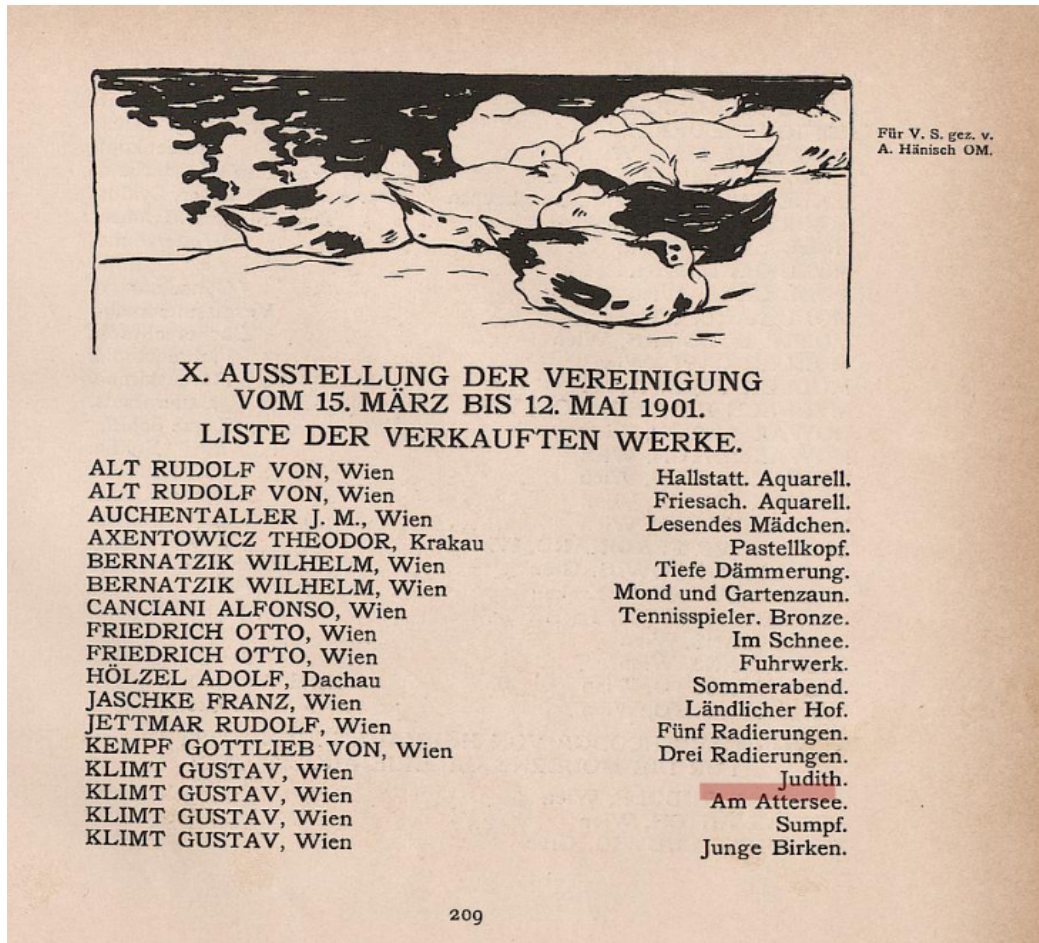 Für V. S. gez. v.
A. Hänisch OM.
X. AUSSTELLUNG DER VEREINIGUNG
VOM 15. MÄRZ BIS 12. MAI 1901.
LISTE DER VERKAUFTEN WERKE.
ALT RUDOLF VON, Wien Hallstatt. Aquarell.
ALT RUDOLF VON, Wien Friesach. Aquarell.
AUCHENTALLER J. M., Wien Lesendes Mädchen.
AXENTOWICZ THEODOR, Krakau Pastellkopf.
BERNATZIK WILHELM, Wien Tiefe Dämmerung.
BERNATZIK WILHELM, Wien Mond und Gartenzaun.
CANCIANI ALFONSO, Wien Tennisspieler. Bronze.
FRIEDRICH OTTO, Wien Im Schnee.
FRIEDRICH OTTO, Wien Fuhrwerk.
HÖLZEL ADOLF, Dachau Sommerabend.
JASCHKE FRANZ, Wien Ländlicher Hof.
JETTMAR RUDOLF, Wien Fünf Radierungen.
KEMPF GOTTLIEB VON, Wien Drei Radierungen.
KLIMT GUSTAV, Wien Judith.
KLIMT GUSTAV, Wien Am Attersee.
KLIMT GUSTAV, Wien Sumpf.
KLIMT GUSTAV, Wien Junge Birken.
209